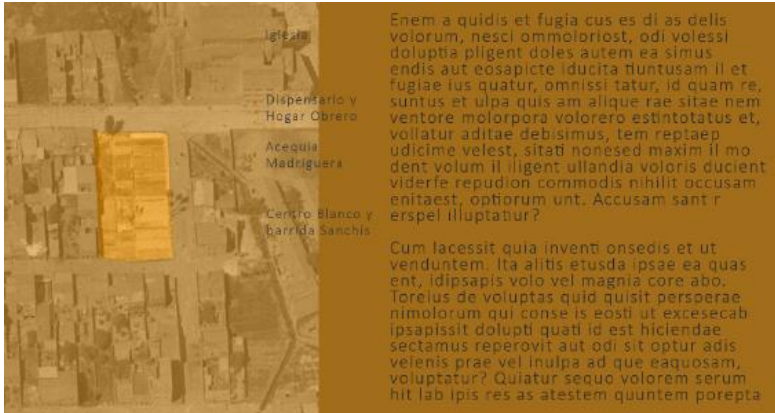 Iglesia
Dispensario y
Hogar Obrero
Acequia
Madriguera
Centro Blanco y
barrida Sanchis
Enem a quidis et fugia cus es di as delis
volorum, nesci ommoloriost, odi volessi
doluptia pligent doles autem ea simus
endis aut eosapicte iducita tiuntusam il et
fugiae ius quatur, omnissi tatur, id quam re,
suntus et ulpa quis am alique rae sitae nem
ventore molorpora volorero estintotatus et,
vollatur aditae debisimus, tem reptaep
udicime velest, sitati nonesed maxim il mo
dent volum il iligent ullandia voloris ducient
viderfe repudion commodis nihilit occusam
enitaest, optiorum unt. Accusam sant r
erspel illuptatiur?
Cum lacessit quia inventi onsedis et ut
venduntem. Ita alitis etusda ipsae ea quas
ent, idipsapis volo vel magnia core abo.
Toreius de voluptas quid quisit persperae
nimolorum qui conse is eosti ut excesecab
ipsapissit dolupti quati id est hiciendae
sectamus reperovit aut odi sit optur adis
velenis prae vel inulpa ad que eaquosam,
voluptatur? Quiatur sequo volorem serum
hit lab ipis res as atestem quuntem porepta